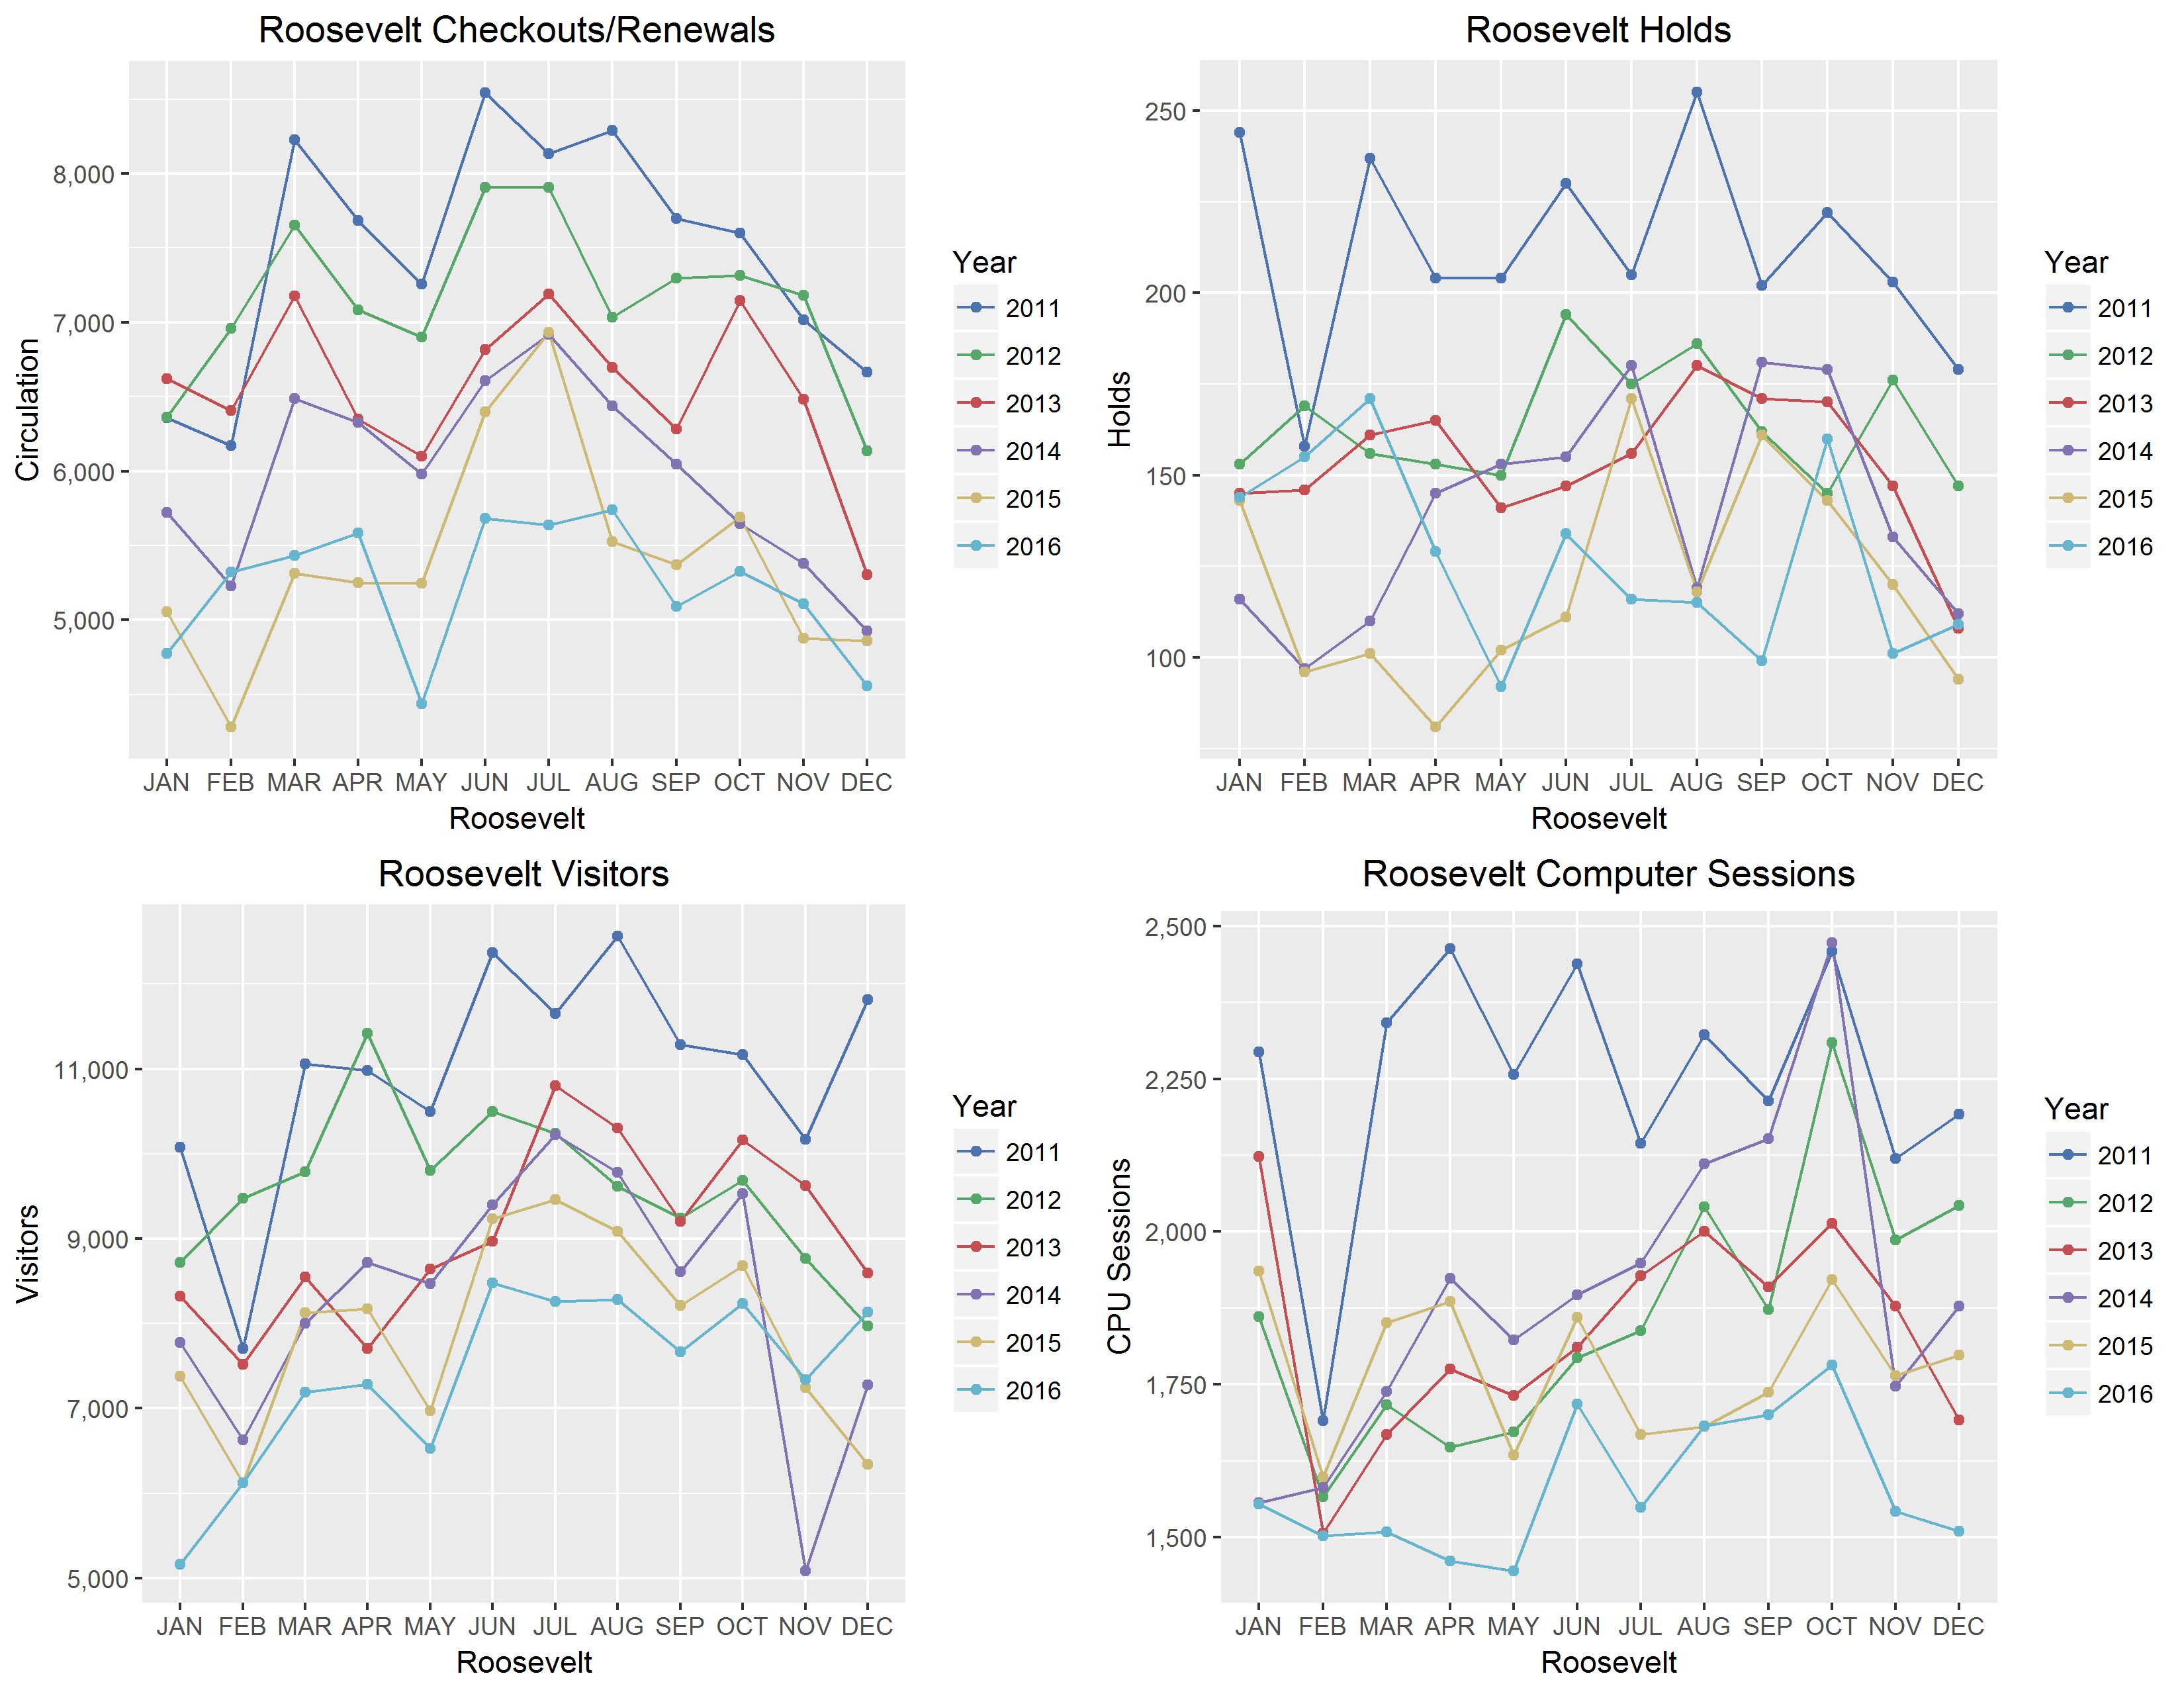 Roosevelt Checkouts/Renewals
Circulation
8,000
7,000
6,000
5,000
JAN FEB MAR APR MAY JUN JUL AUG SEP OCT NOV DEC
Roosevelt
Year
2011
2012
2013
2014
2015
2016
Roosevelt Holds
Holds
250
200
150
100
JAN FEB MAR APR MAY JUN JUL AUG SEP OCT NOV DEC
Roosevelt
Year
2011
2012
2013
2014
2015
2016
Roosevelt Visitors
Visitors
11,000
9,000
7,000
5,000
JAN FEB MAR APR MAY JUN JUL AUG SEP OCT NOV DEC
Roosevelt
Year
2011
2012
2013
2014
2015
2016
Roosevelt Computer Sessions
CPU Sessions
2,500
2,250
2,000
1,750
1,500
JAN FEB MAR APR MAY JUN JUL AUG SEP OCT NOV DEC
Roosevelt
Year
2011
2012
2013
2014
2015
2016